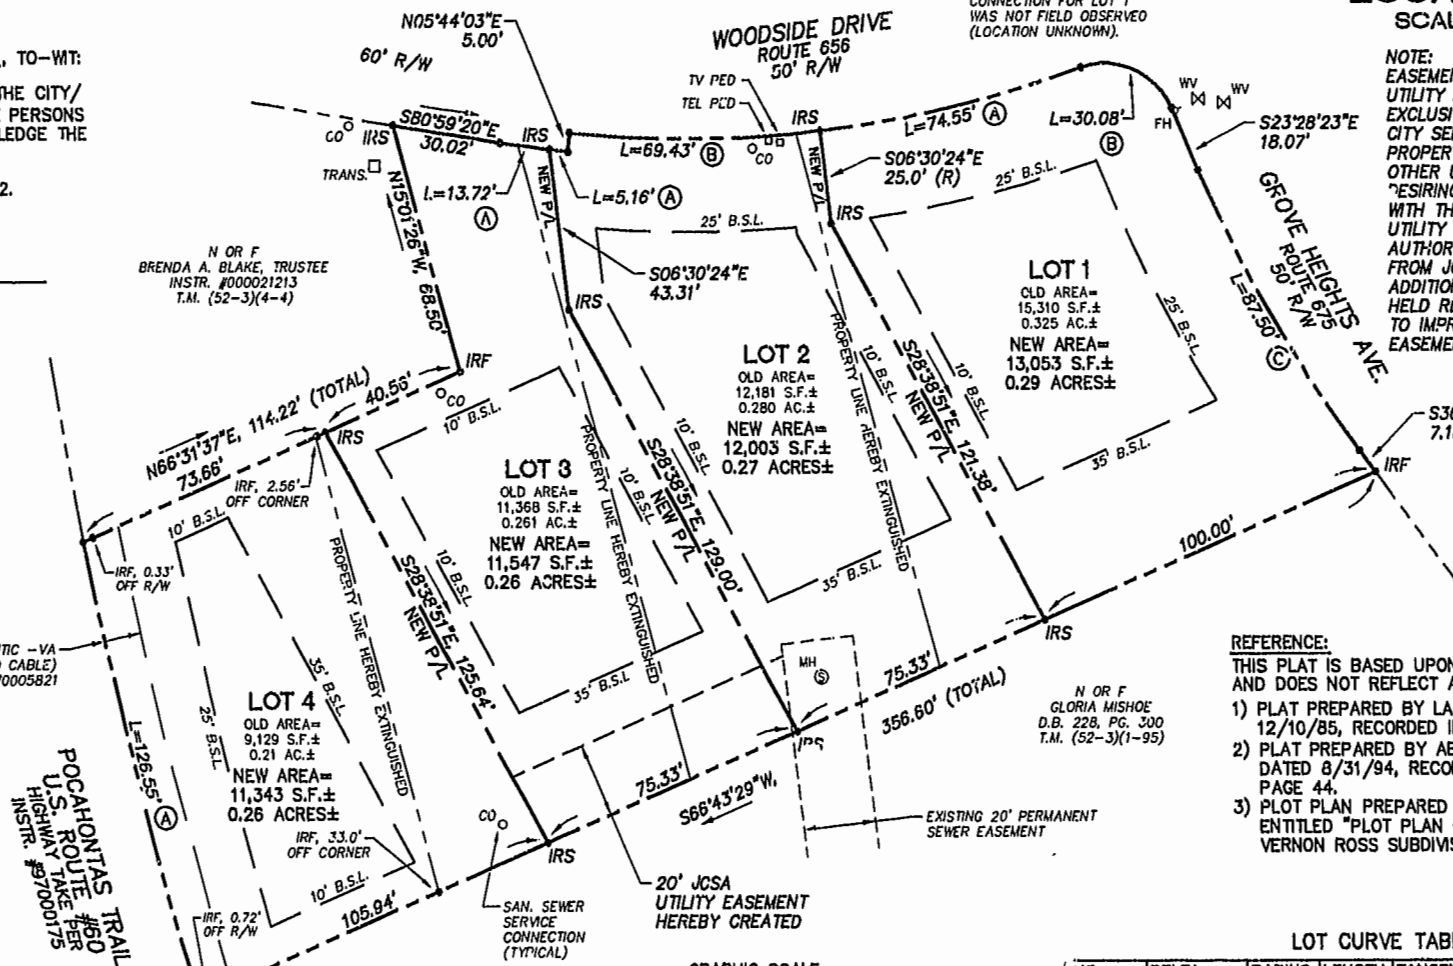 , TO-WIT:
THE CITY/
PERSONS
LEDGE THE
2.
N05°44'03"E
5.00'
60' R/W
WOODSIDE DRIVE
ROUTE 656
50' R/W
CONNECTION FOR LOT 1
WAS NOT FIELD OBSERVED
(LOCATION UNKNOWN).
SCAL
NOTE:
EASEMEN
UTILITY
EXCLUSI
CITY SE
PROPER
OTHER U
DESIRING
WITH TH
UTILITY
AUTHOR
FROM J
ADDITION
HELD RE
TO IMPR
EASEMEN
TV PED
TEL PED
CO
IRS
S80°59'20"E
30.02'
IRS
L=69.43' (B)
CO
IRS
L=74.55' (A)
L=30.08'
(B)
WV
WV
FH
S23°28'23"E
18.07'
TRANS.
N15°01'26"W, 68.50'
L=13.72'
(A)
NEW P/L
L=5.16' (A)
NEW P/L
S06°30'24"E
25.0' (R)
25' B.S.L.
25' B.S.L.
IRS
GROVE HEIGHTS AVE.
ROUTE 675
50' R/W
N OR F
BRENDA A. BLAKE, TRUSTEE
INSTR. #000021213
T.M. (52-3)(4-4)
S06°30'24"E
43.31'
IRS
LOT 1
OLD AREA=
15,310 S.F.±
0.325 AC.±
NEW AREA=
13,053 S.F.±
0.29 ACRES±
L=87.50' (C)
25' B.S.L.
LOT 2
OLD AREA=
12,181 S.F.±
0.280 AC.±
NEW AREA=
12,003 S.F.±
0.27 ACRES±
PROPERTY LINE HEREBY EXTINGUISHED
10' B.S.L.
S28°38'51"E, 121.38'
NEW P/L
10' B.S.L.
35' B.S.L.
IRF
CO
N66°31'37"E, 114.22' (TOTAL)
40.56'
73.66'
IRS
IRF, 2.56'
OFF CORNER
10' B.S.L.
LOT 3
OLD AREA=
11,368 S.F.±
0.261 AC.±
NEW AREA=
11,547 S.F.±
0.26 ACRES±
PROPERTY LINE HEREBY EXTINGUISHED
10' B.S.L.
S28°38'51"E, 129.00'
NEW P/L
10' B.S.L.
35' B.S.L.
IRF
100.00'
10' B.S.L.
IRF, 0.33'
OFF R/W
TIC -VA
CABLE)
70005821
L=126.55' (A)
25' B.S.L.
LOT 4
OLD AREA=
9,129 S.F.±
0.21 AC.±
NEW AREA=
11,343 S.F.±
0.26 ACRES±
35' B.S.L.
PROPERTY LINE HEREBY EXTINGUISHED
S28°38'51"E, 125.64'
NEW P/L
10' B.S.L.
35' B.S.L.
MH
S
IRS
75.33'
356.60' (TOTAL)
N OR F
GLORIA MISHOE
D.B. 228, PG. 300
T.M. (52-3)(1-95)
REFERENCE:
THIS PLAT IS BASED UPON
AND DOES NOT REFLECT A
1) PLAT PREPARED BY LA
12/10/85, RECORDED I
2) PLAT PREPARED BY AE
DATED 8/31/94, RECO
PAGE 44.
3) PLOT PLAN PREPARED
ENTITLED "PLOT PLAN
VERNON ROSS SUBDIVIS
IRS
75.33'
S66°43'29"W,
EXISTING 20' PERMANENT
SEWER EASEMENT
POCAHONTAS TRAIL
U.S. ROUTE #60
HIGHWAY TAKE PER
INSTR. #97000175
IRF, 33.0'
OFF CORNER
10' B.S.L.
CO
IRS
105.94'
IRF, 0.72'
OFF R/W
SAN. SEWER
SERVICE
CONNECTION
(TYPICAL)
20' JCSA
UTILITY EASEMENT
HEREBY CREATED
LOT CURVE TAB